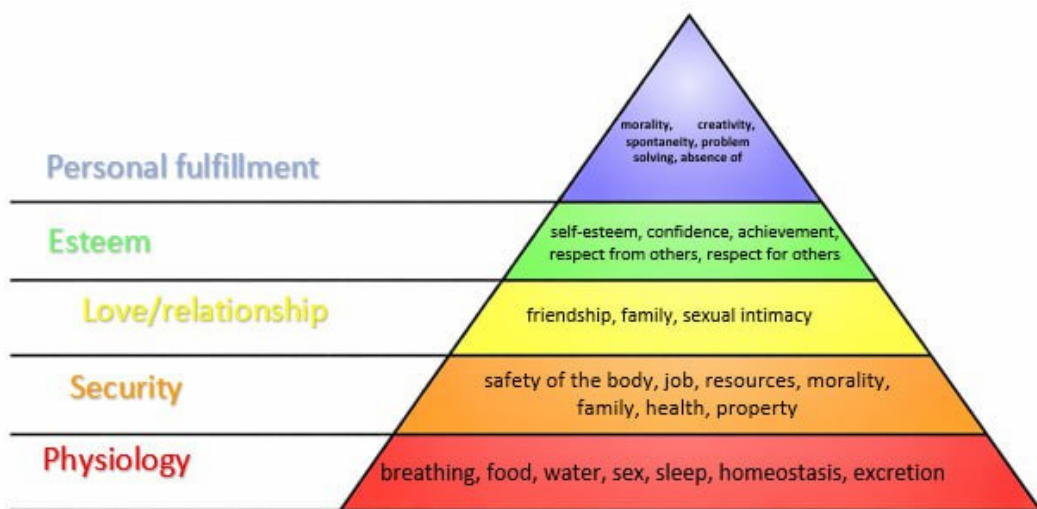 morality, creativity,
spontaneity, problem
solving, absence of
Personal fulfillment
self-esteem, confidence, achievement,
respect from others, respect for others
Esteem
friendship, family, sexual intimacy
Love/relationship
safety of the body, job, resources, morality,
family, health, property
Security
breathing, food, water, sex, sleep, homeostasis, excretion
Physiology